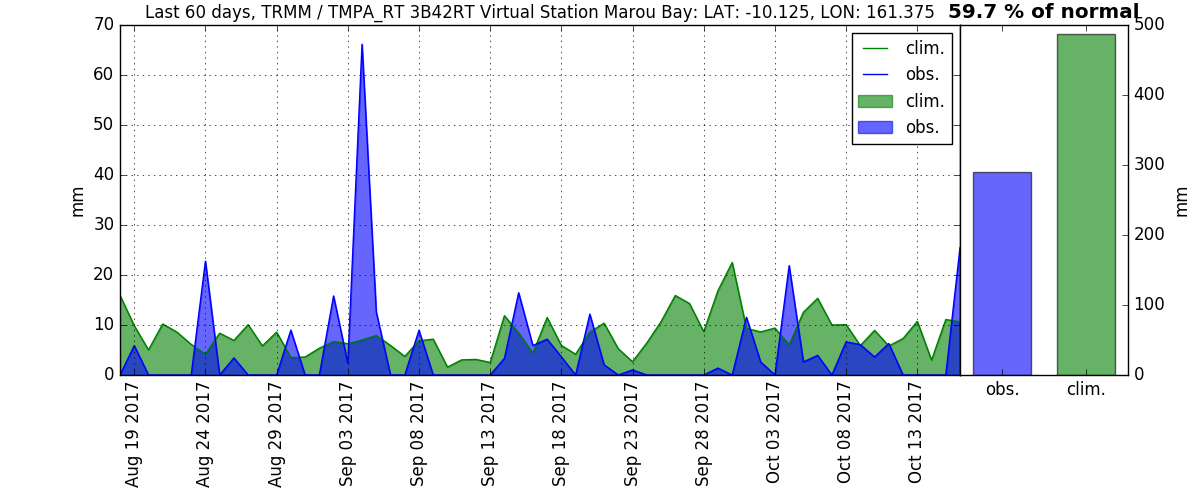 Last 60 days, TRMM / TMPA_RT 3B42RT Virtual Station Marou Bay: LAT: -10.125, LON: 161.375
59.7 % of normal
70
60
50
40
30
20
10
0
mm
clim.
obs.
clim.
obs.
Aug 19 2017
Aug 24 2017
Aug 29 2017
Sep 03 2017
Sep 08 2017
Sep 13 2017
Sep 18 2017
Sep 23 2017
Sep 28 2017
Oct 03 2017
Oct 08 2017
Oct 13 2017
500
400
300
200
100
0
mm
obs.
clim.